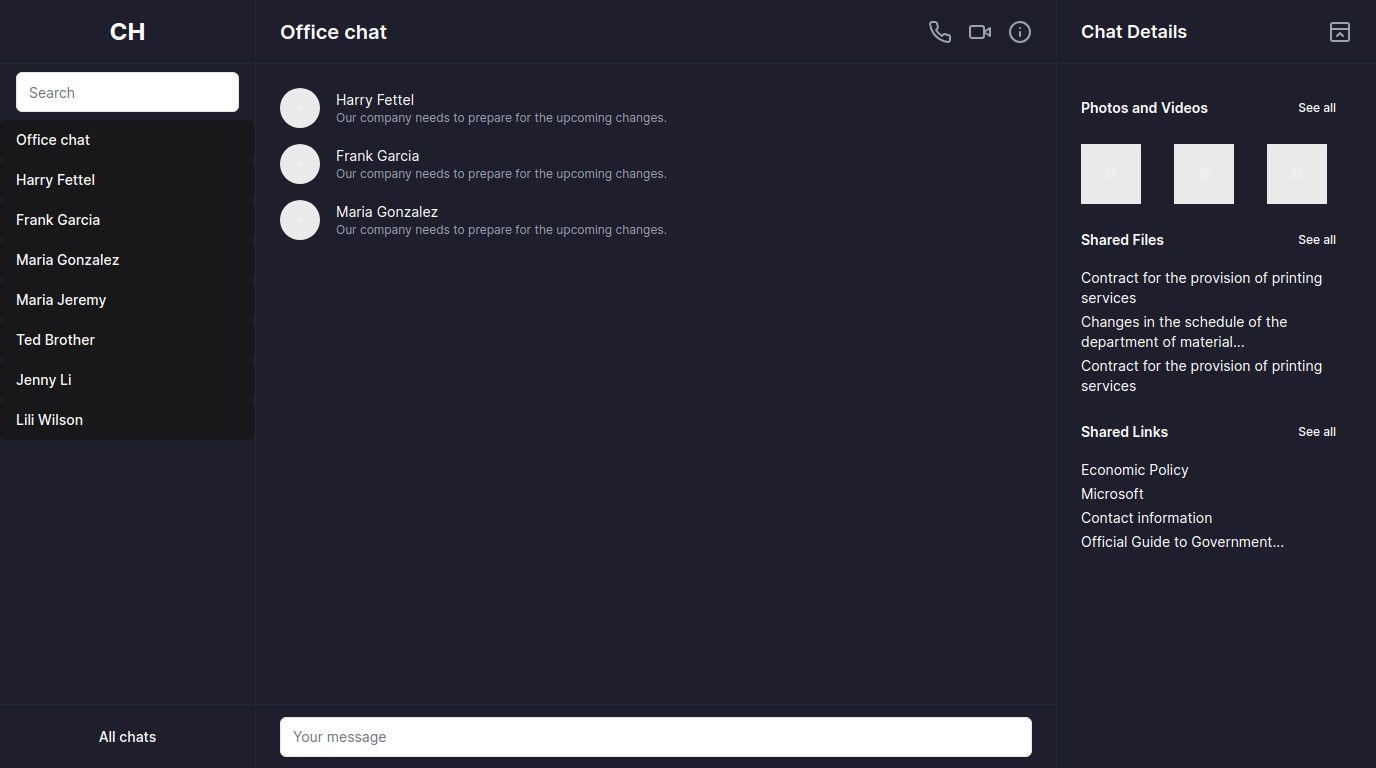 CH
Search
Office chat
Harry Fettel
Frank Garcia
Maria Gonzalez
Maria Jeremy
Ted Brother
Jenny Li
Lili Wilson
All chats
Office chat
Harry Fettel
Our company needs to prepare for the upcoming changes.
Frank Garcia
Our company needs to prepare for the upcoming changes.
Maria Gonzalez
Our company needs to prepare for the upcoming changes.
Your message
Chat Details
Photos and Videos
See all
Shared Files
See all
Contract for the provision of printing
services
Changes in the schedule of the
department of material...
Contract for the provision of printing
services
Shared Links
See all
Economic Policy
Microsoft
Contact information
Official Guide to Government...